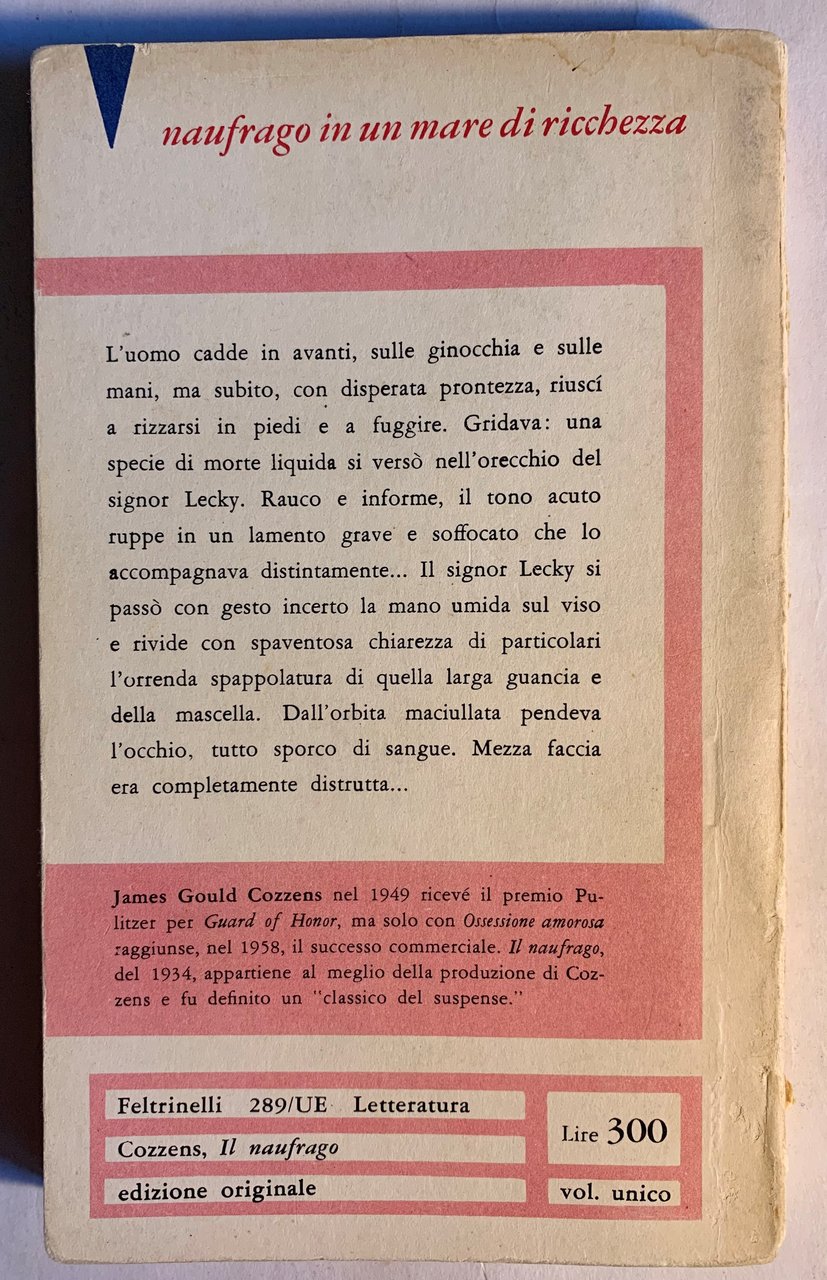 naufrago in un mare di ricchezza
L'uomo cadde in avanti, sulle ginocchia e sulle
mani, ma subito, con disperata prontezza, riuscí
a rizzarsi in piedi e a fuggire. Gridava: una
specie di morte liquida si versò nell'orecchio del
signor Lecky. Rauco e informe, il tono acuto
ruppe in un lamento grave e soffocato che lo
accompagnava distintamente... Il signor Lecky si
passò con gesto incerto la mano umida sul viso
e rivide con spaventosa chiarezza di particolari
l'orrenda spappolatura di quella larga guancia e
della mascella. Dall'orbita maciullata pendeva
l'occhio, tutto sporco di sangue. Mezza faccia
era completamente distrutta...
James Gould Cozzens nel 1949 ricevé il premio Pu-
litzer per Guard of Honor, ma solo con Ossessione amorosa
raggiunse, nel 1958, il successo commerciale. Il naufrago,
del 1934, appartiene al meglio della produzione di Coz-
zens e fu definito un "classico del suspense."
Feltrinelli 289/UE Letteratura
Cozzens, Il naufrago
edizione originale
Lire 300
vol. unico